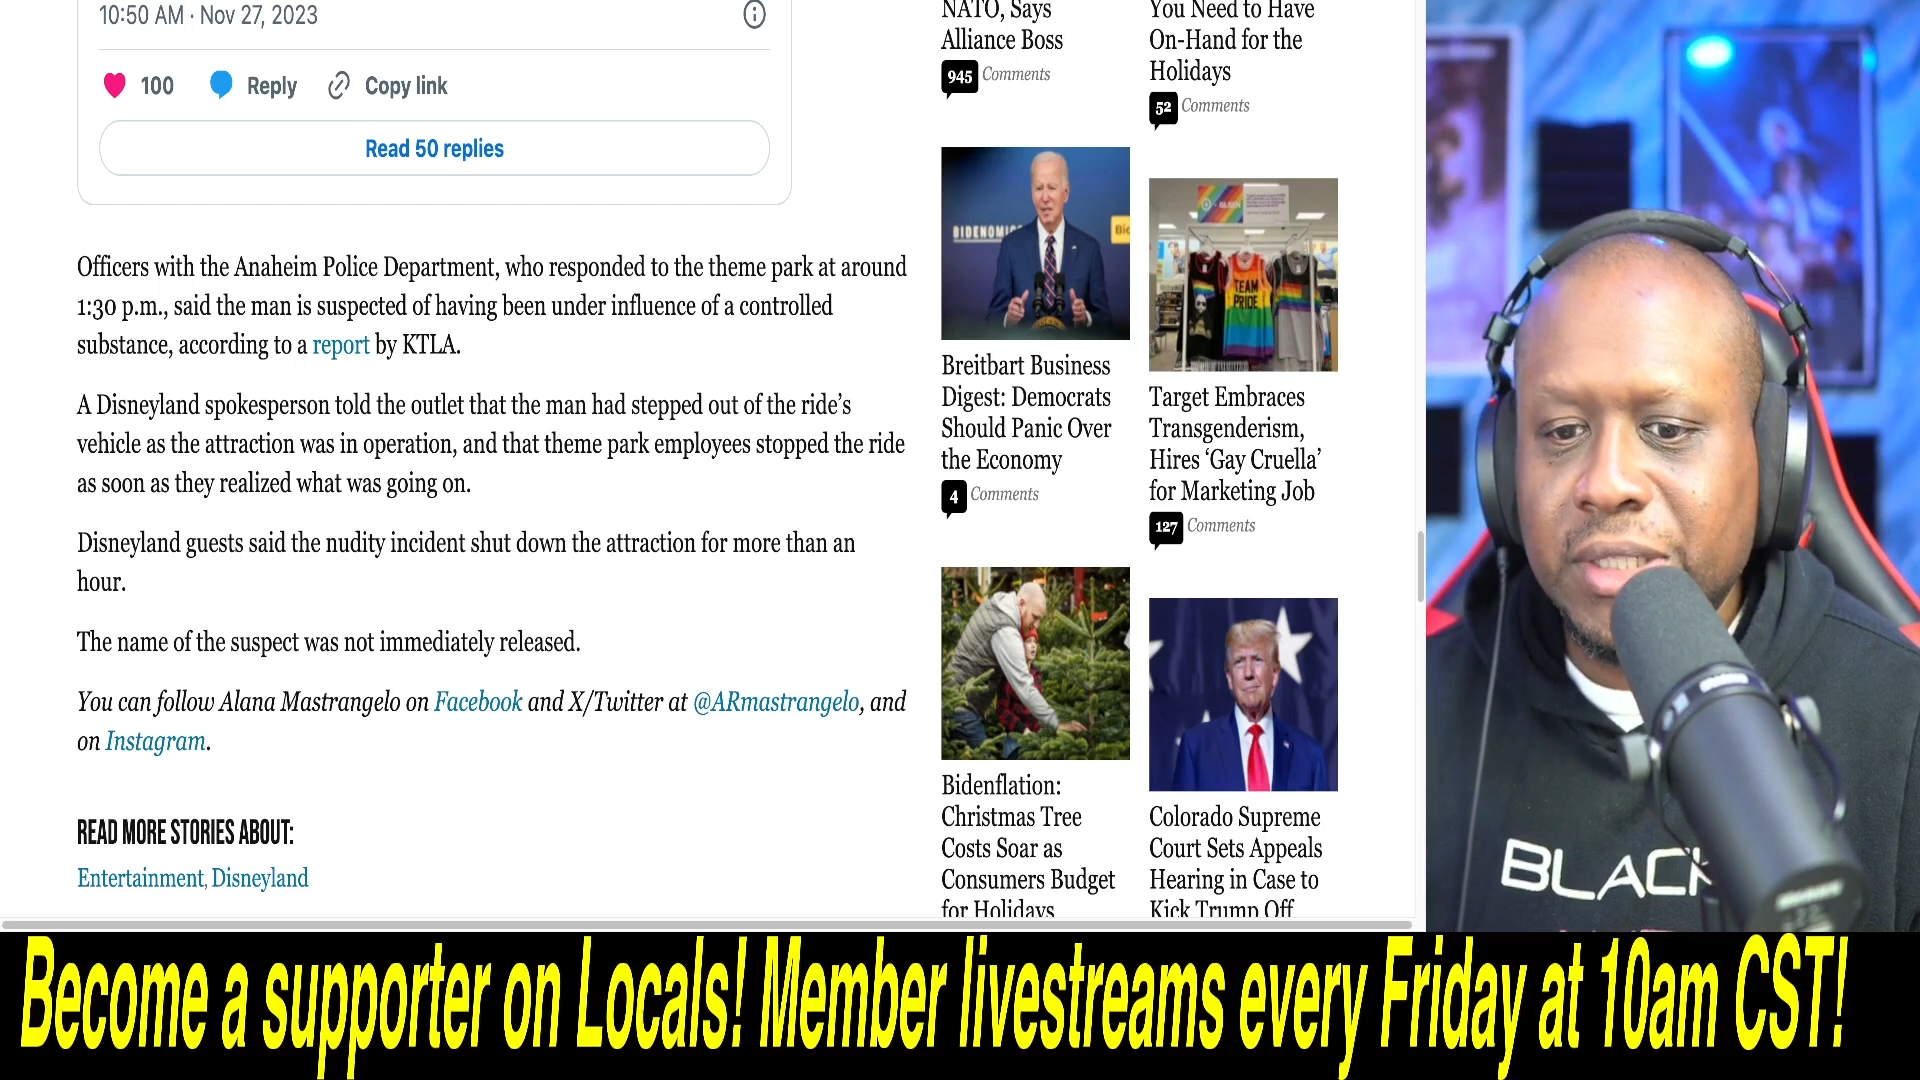 10:50 AM · Nov 27, 2023
100 Reply Copy link
Read 50 replies
Officers with the Anaheim Police Department, who responded to the theme park at around
1:30 p.m., said the man is suspected of having been under influence of a controlled
substance, according to a report by KTLA.
A Disneyland spokesperson told the outlet that the man had stepped out of the ride’s
vehicle as the attraction was in operation, and that theme park employees stopped the ride
as soon as they realized what was going on.
Disneyland guests said the nudity incident shut down the attraction for more than an
hour.
The name of the suspect was not immediately released.
You can follow Alana Mastrangelo on Facebook and X/Twitter at @ARmastrangelo, and
on Instagram.
READ MORE STORIES ABOUT:
Entertainment, Disneyland
NATO, Says
Alliance Boss
945 Comments
BIDENOMICS
Breitbart Business
Digest: Democrats
Should Panic Over
the Economy
4 Comments
Bidenflation:
Christmas Tree
Costs Soar as
Consumers Budget
for Holidays
You Need to Have
On-Hand for the
Holidays
52 Comments
TEAM
PRIDE
Target Embraces
Transgenderism,
Hires ‘Gay Cruella’
for Marketing Job
127 Comments
Colorado Supreme
Court Sets Appeals
Hearing in Case to
Kick Trump Off
BLACK
Become a supporter on Locals! Member livestreams every Friday at 10am CST!